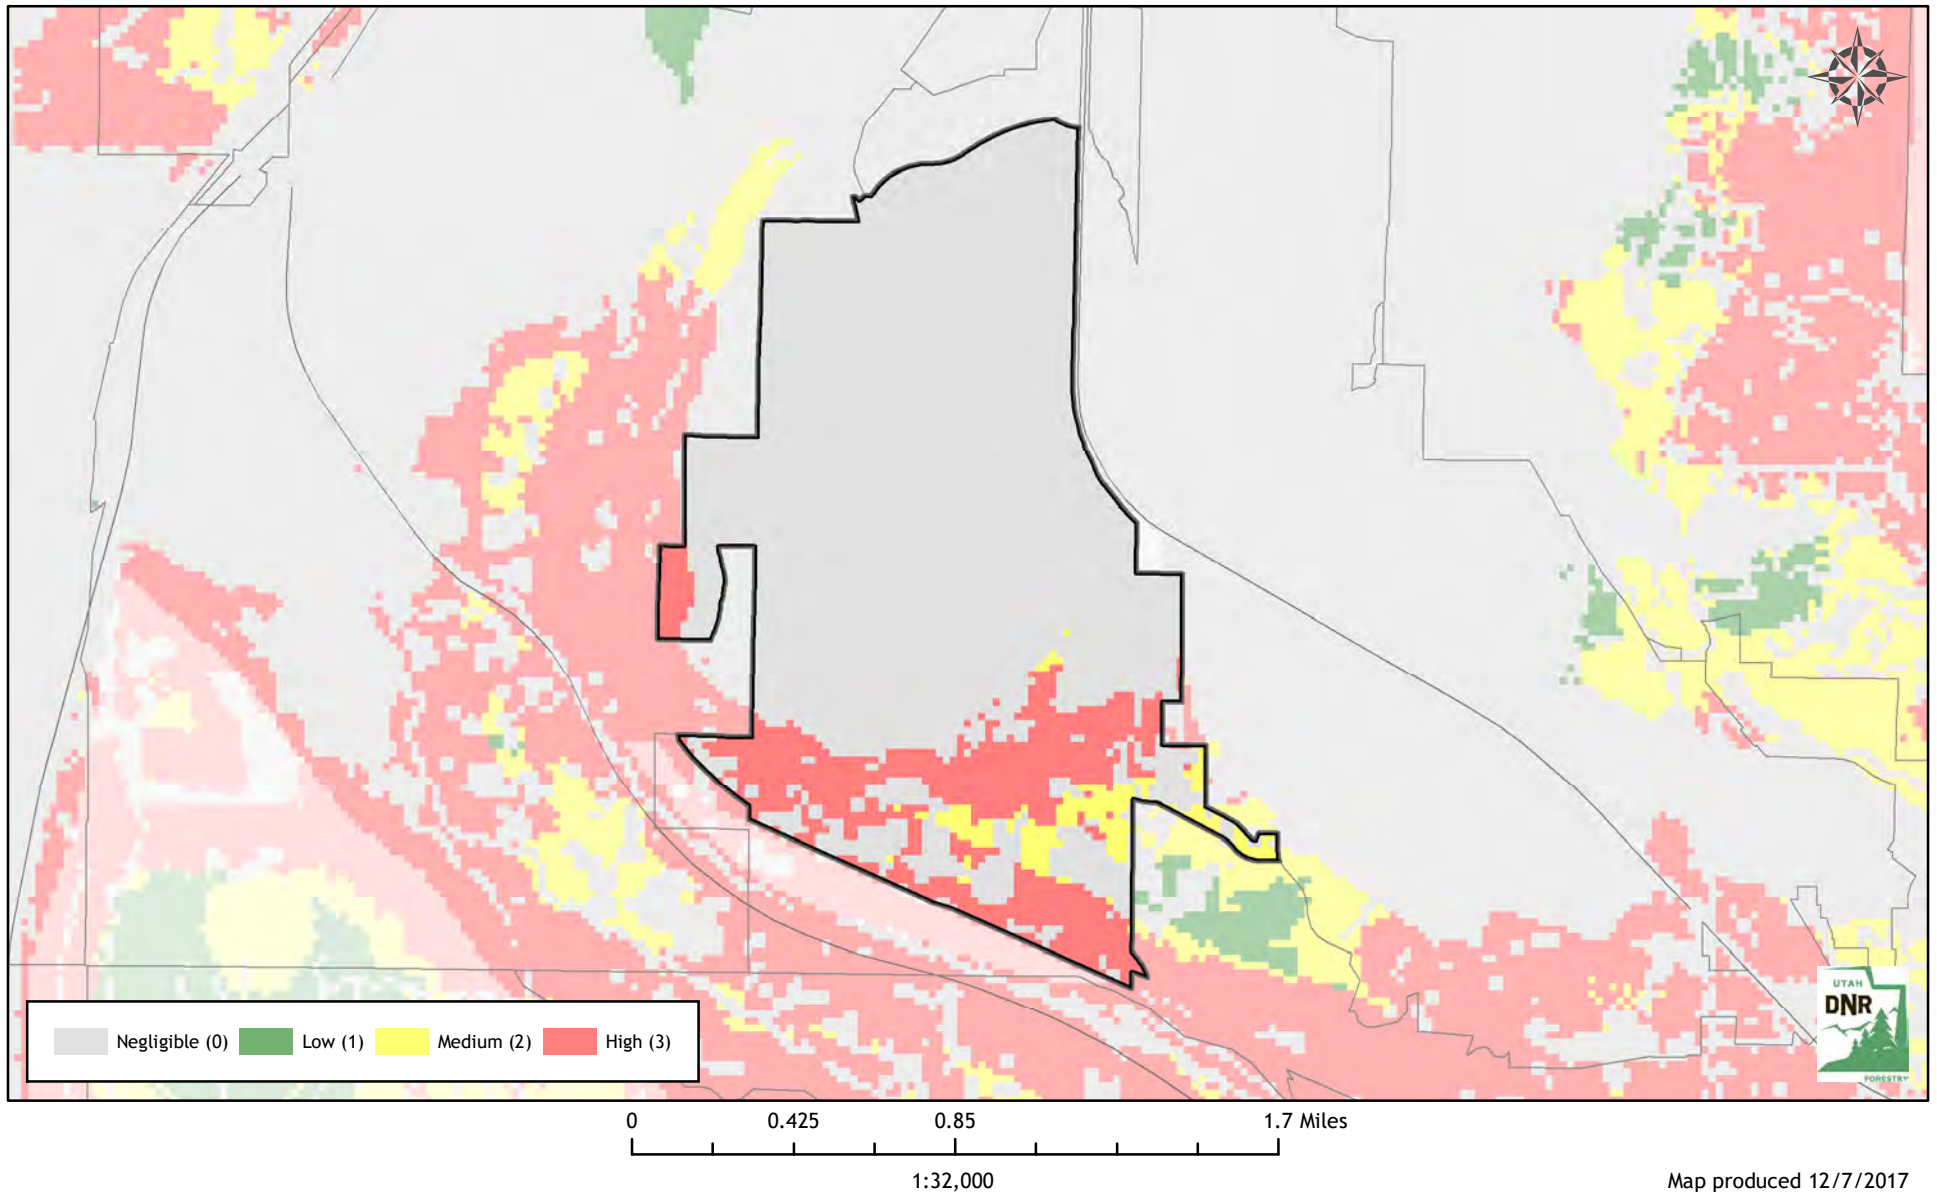 UTAH
DNR
FORESTRY
Negligible (0) Low (1) Medium (2) High (3)
0 0.425 0.85 1.7 Miles
1:32,000
Map produced 12/7/2017